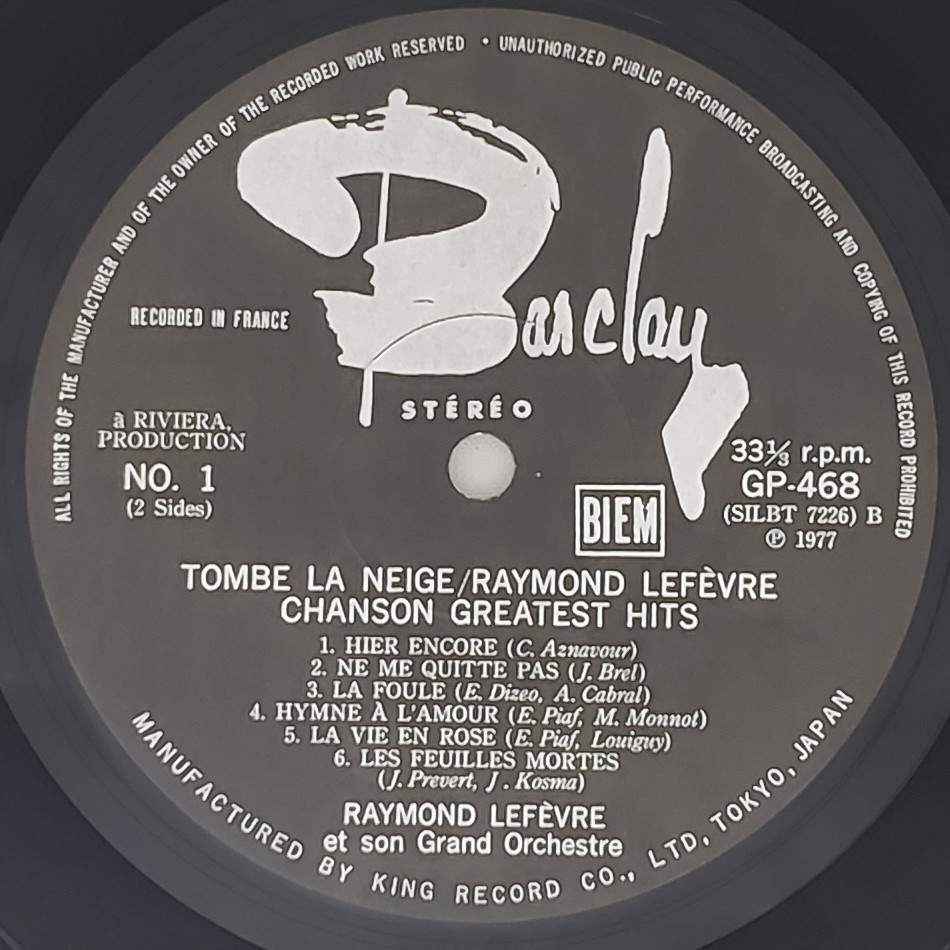 ALL RIGHTS OF THE MANUFACTURER AND OF THE OWNER OF THE RECORDED WORK RESERVED • UNAUTHORIZED PUBLIC PERFORMANCE BROADCASTING AND COPYING OF THIS RECORD PROHIBITED
Barclay
RECORDED IN FRANCE
STÉRÉO
à RIVIERA,
PRODUCTION
NO. 1
(2 Sides)
33⅓ r.p.m.
GP-468
(SILBT 7226) B
℗ 1977
BIEM
TOMBE LA NEIGE/RAYMOND LEFÈVRE
CHANSON GREATEST HITS
1. HIER ENCORE (C. Aznavour)
2. NE ME QUITTE PAS (J. Brel)
3. LA FOULE (E. Dizeo, A. Cabral)
4. HYMNE À L'AMOUR (E. Piaf, M. Monnot)
5. LA VIE EN ROSE (E. Piaf, Louiguy)
6. LES FEUILLES MORTES
(J. Prevert, J. Kosma)
RAYMOND LEFÈVRE
et son Grand Orchestre
MANUFACTURED BY KING RECORD CO., LTD, TOKYO, JAPAN